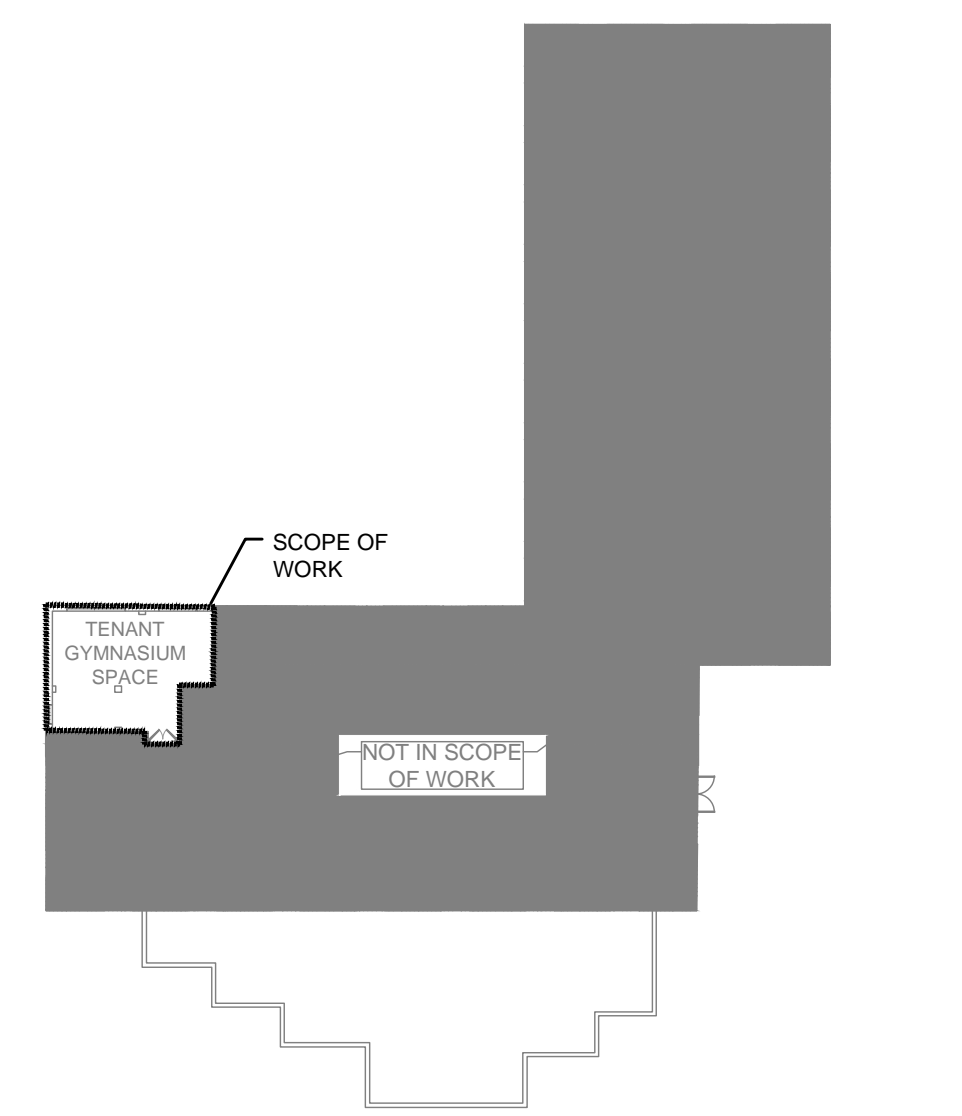 SCOPE OF
WORK
TENANT
GYMNASIUM
SPACE
NOT IN SCOPE
OF WORK